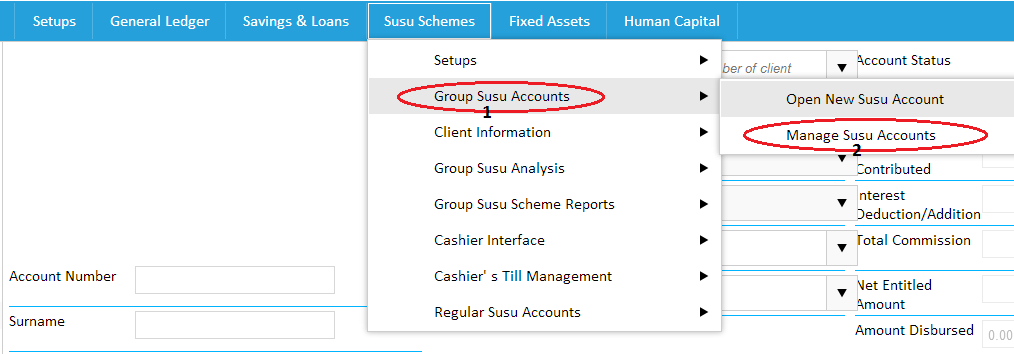 Setups General Ledger Savings & Loans Susu Schemes Fixed Assets Human Capital
Setups
Group Susu Accounts
1
Client Information
Group Susu Analysis
Group Susu Scheme Reports
Cashier Interface
Cashier' s Till Management
Regular Susu Accounts
Open New Susu Account
Manage Susu Accounts
2
ber of client
Account Status
Contributed
Interest
Deduction/Addition
Total Commission
Net Entitled
Amount
Amount Disbursed 0.00
Account Number
Surname